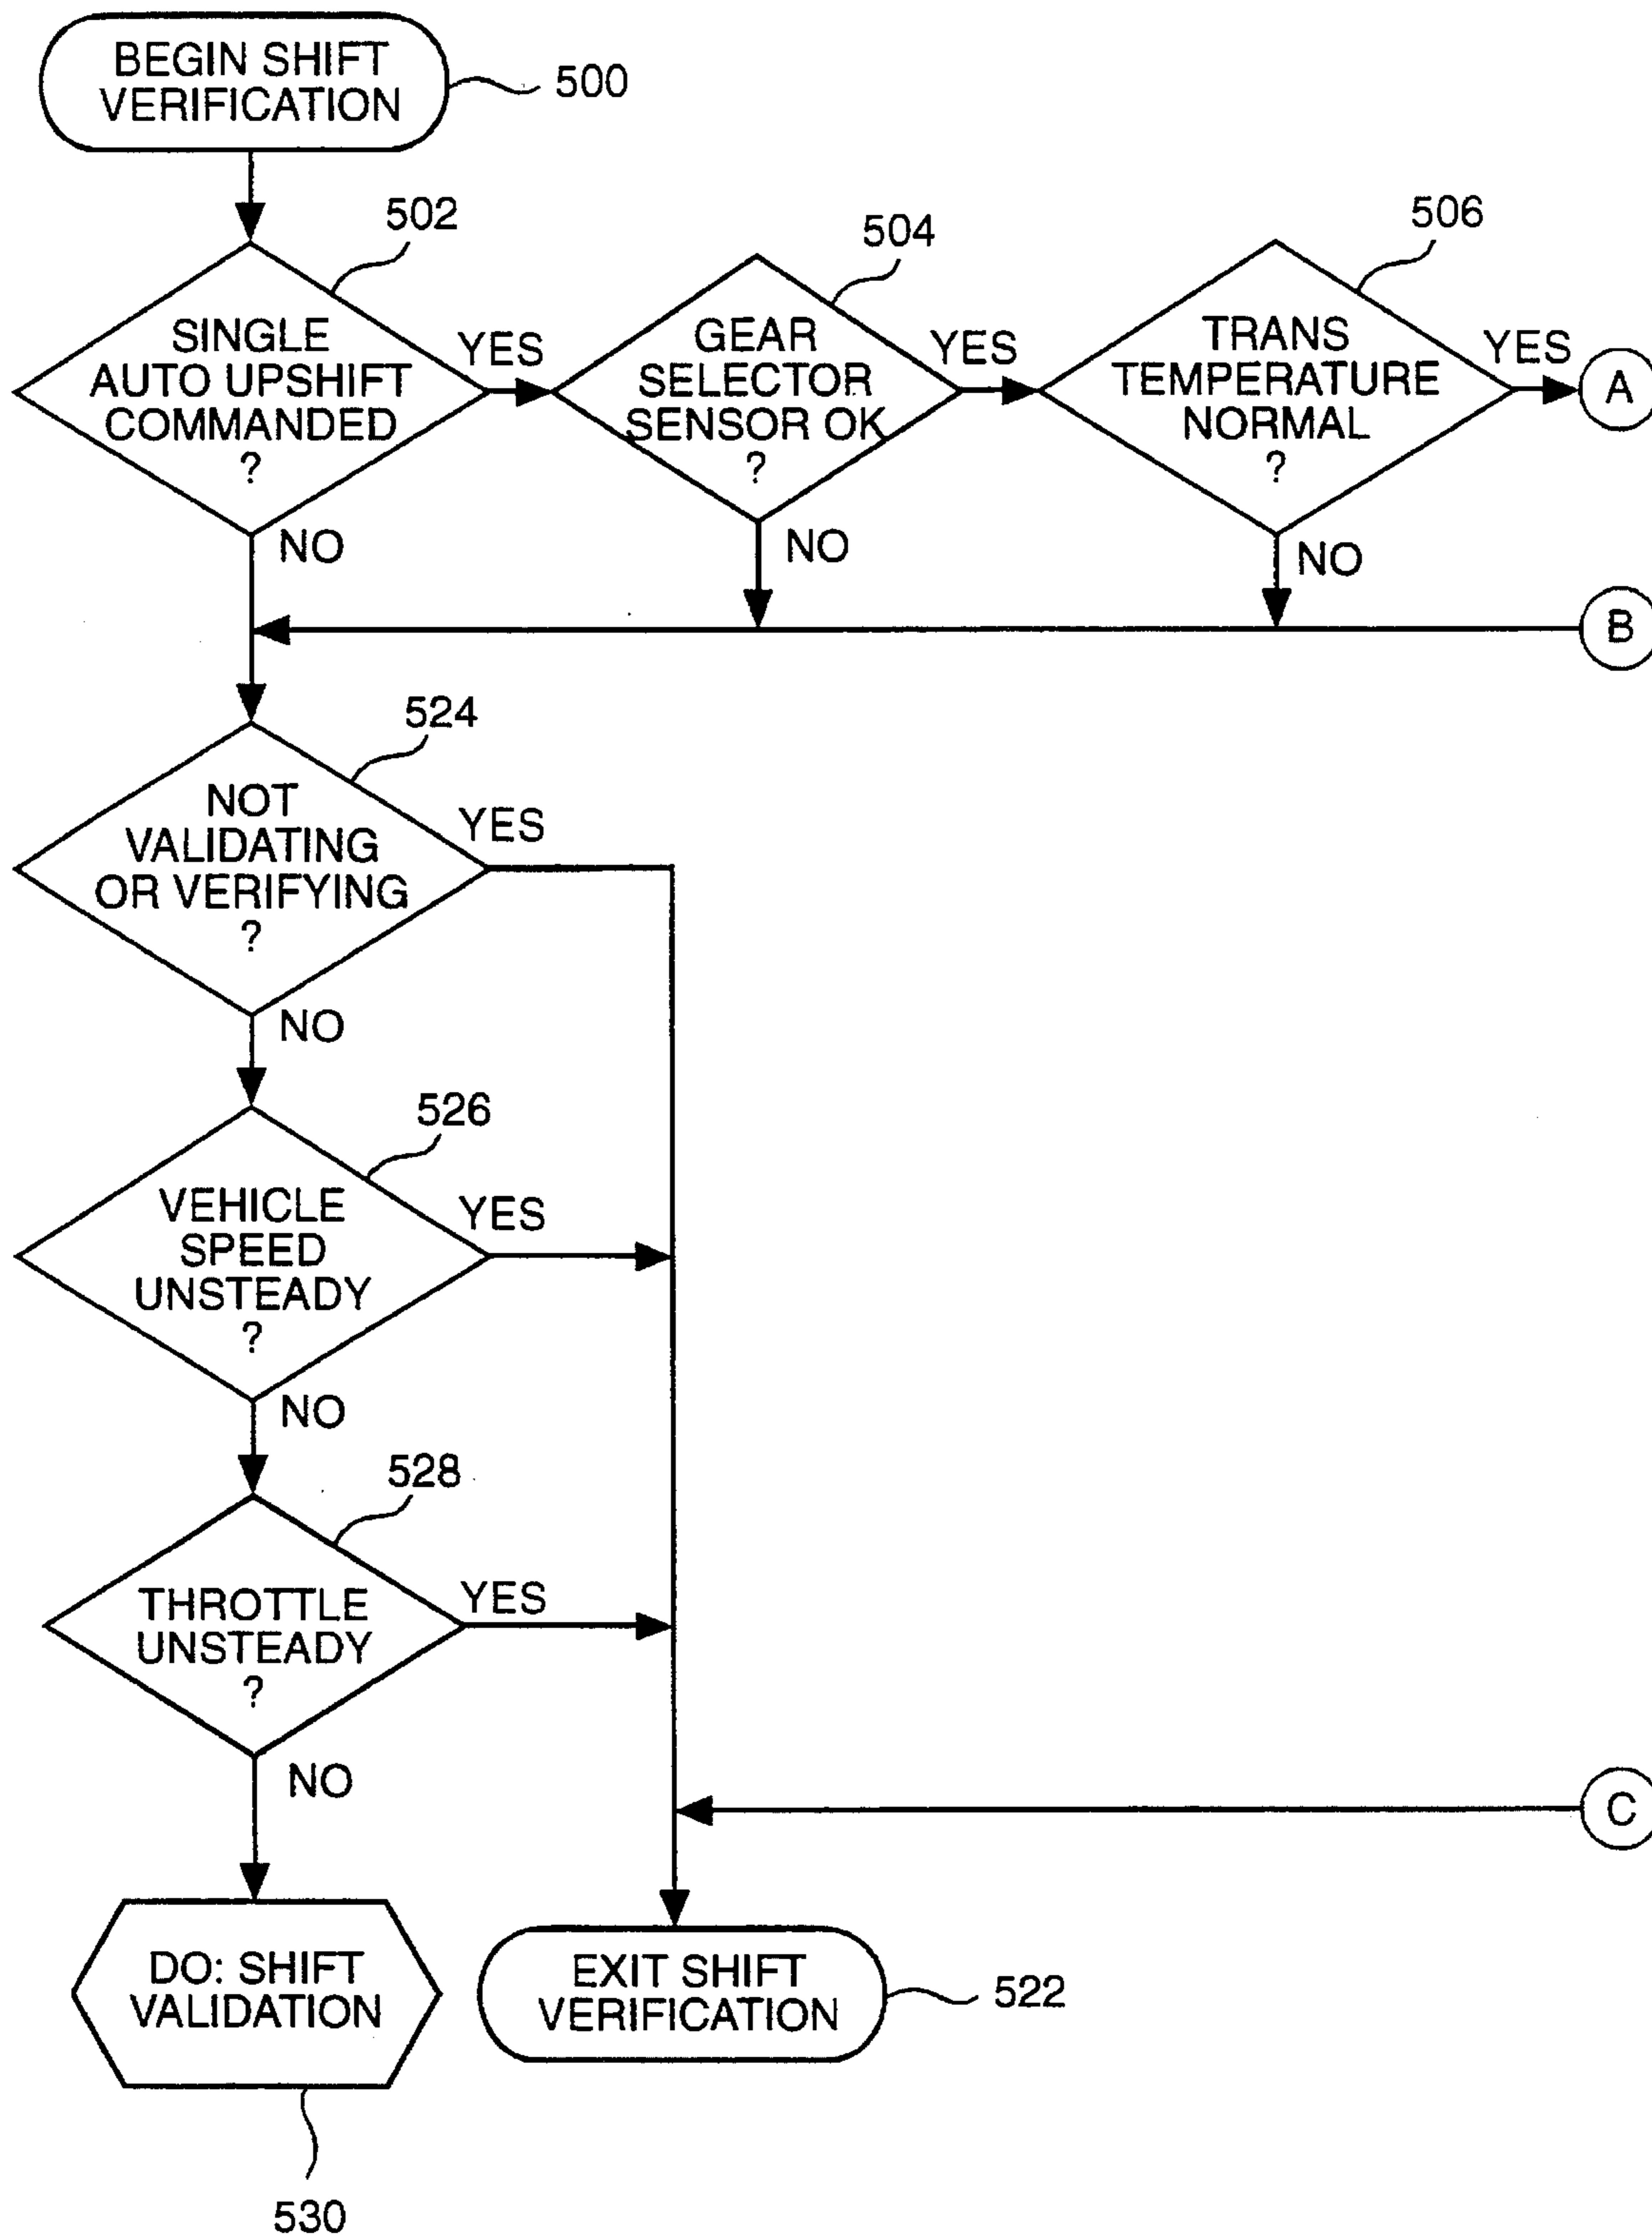 BEGIN SHIFT
VERIFICATION
500
502
504
506
SINGLE
AUTO UPSHIFT
COMMANDED
?
YES
GEAR
SELECTOR
SENSOR OK
?
YES
TRANS
TEMPERATURE
NORMAL
?
YES
A
NO
NO
NO
B
524
NOT
VALIDATING
OR VERIFYING
?
YES
NO
526
VEHICLE
SPEED
UNSTEADY
?
YES
NO
528
THROTTLE
UNSTEADY
?
YES
NO
C
DO: SHIFT
VALIDATION
EXIT SHIFT
VERIFICATION
522
530